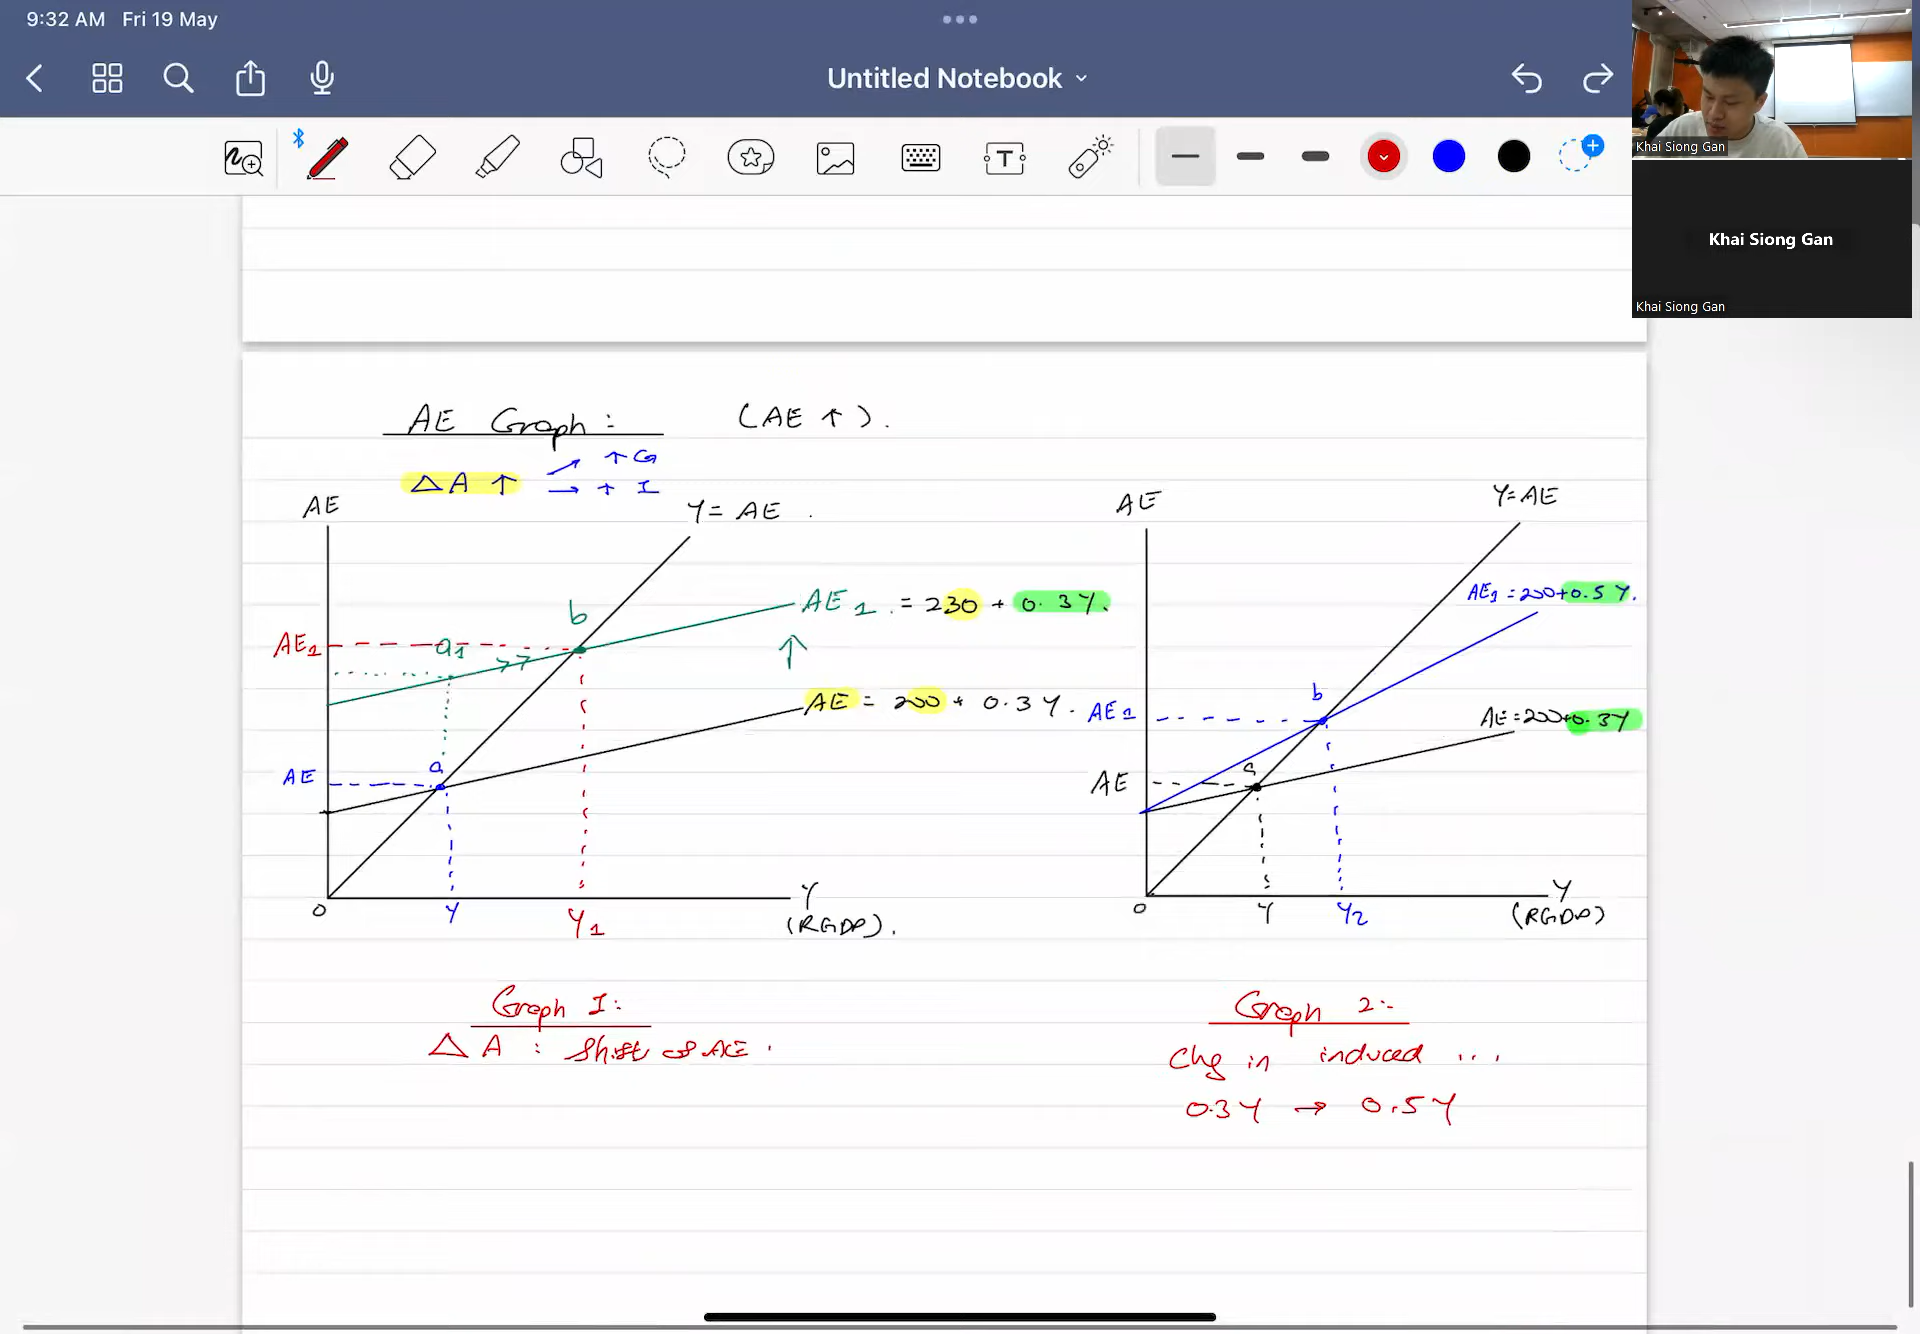 9:32 AM Fri 19 May
Untitled Notebook
Khai Siong Gan
Khai Siong Gan
Khai Siong Gan
AE Graph : (AE ↑).
△A ↑ ↗ ↑G
→ + I
AE
Y = AE .
AE₁ . = 230 + 0.3Y.
b
AE₁
a₁
↑
AE = 200 + 0.3Y.
AE
a
0
Y
Y₁
Y
(RGDP).
AE
Y=AE
AE₁ =200+0.5Y.
b
AE₁
AE=200+0.3Y
AE
a
0
Y
Y₂
Y
(RGDP)
Graph I:
△A : Shift of AE .
Graph 2:-
Chg in induced ...
0.3Y → 0.5Y